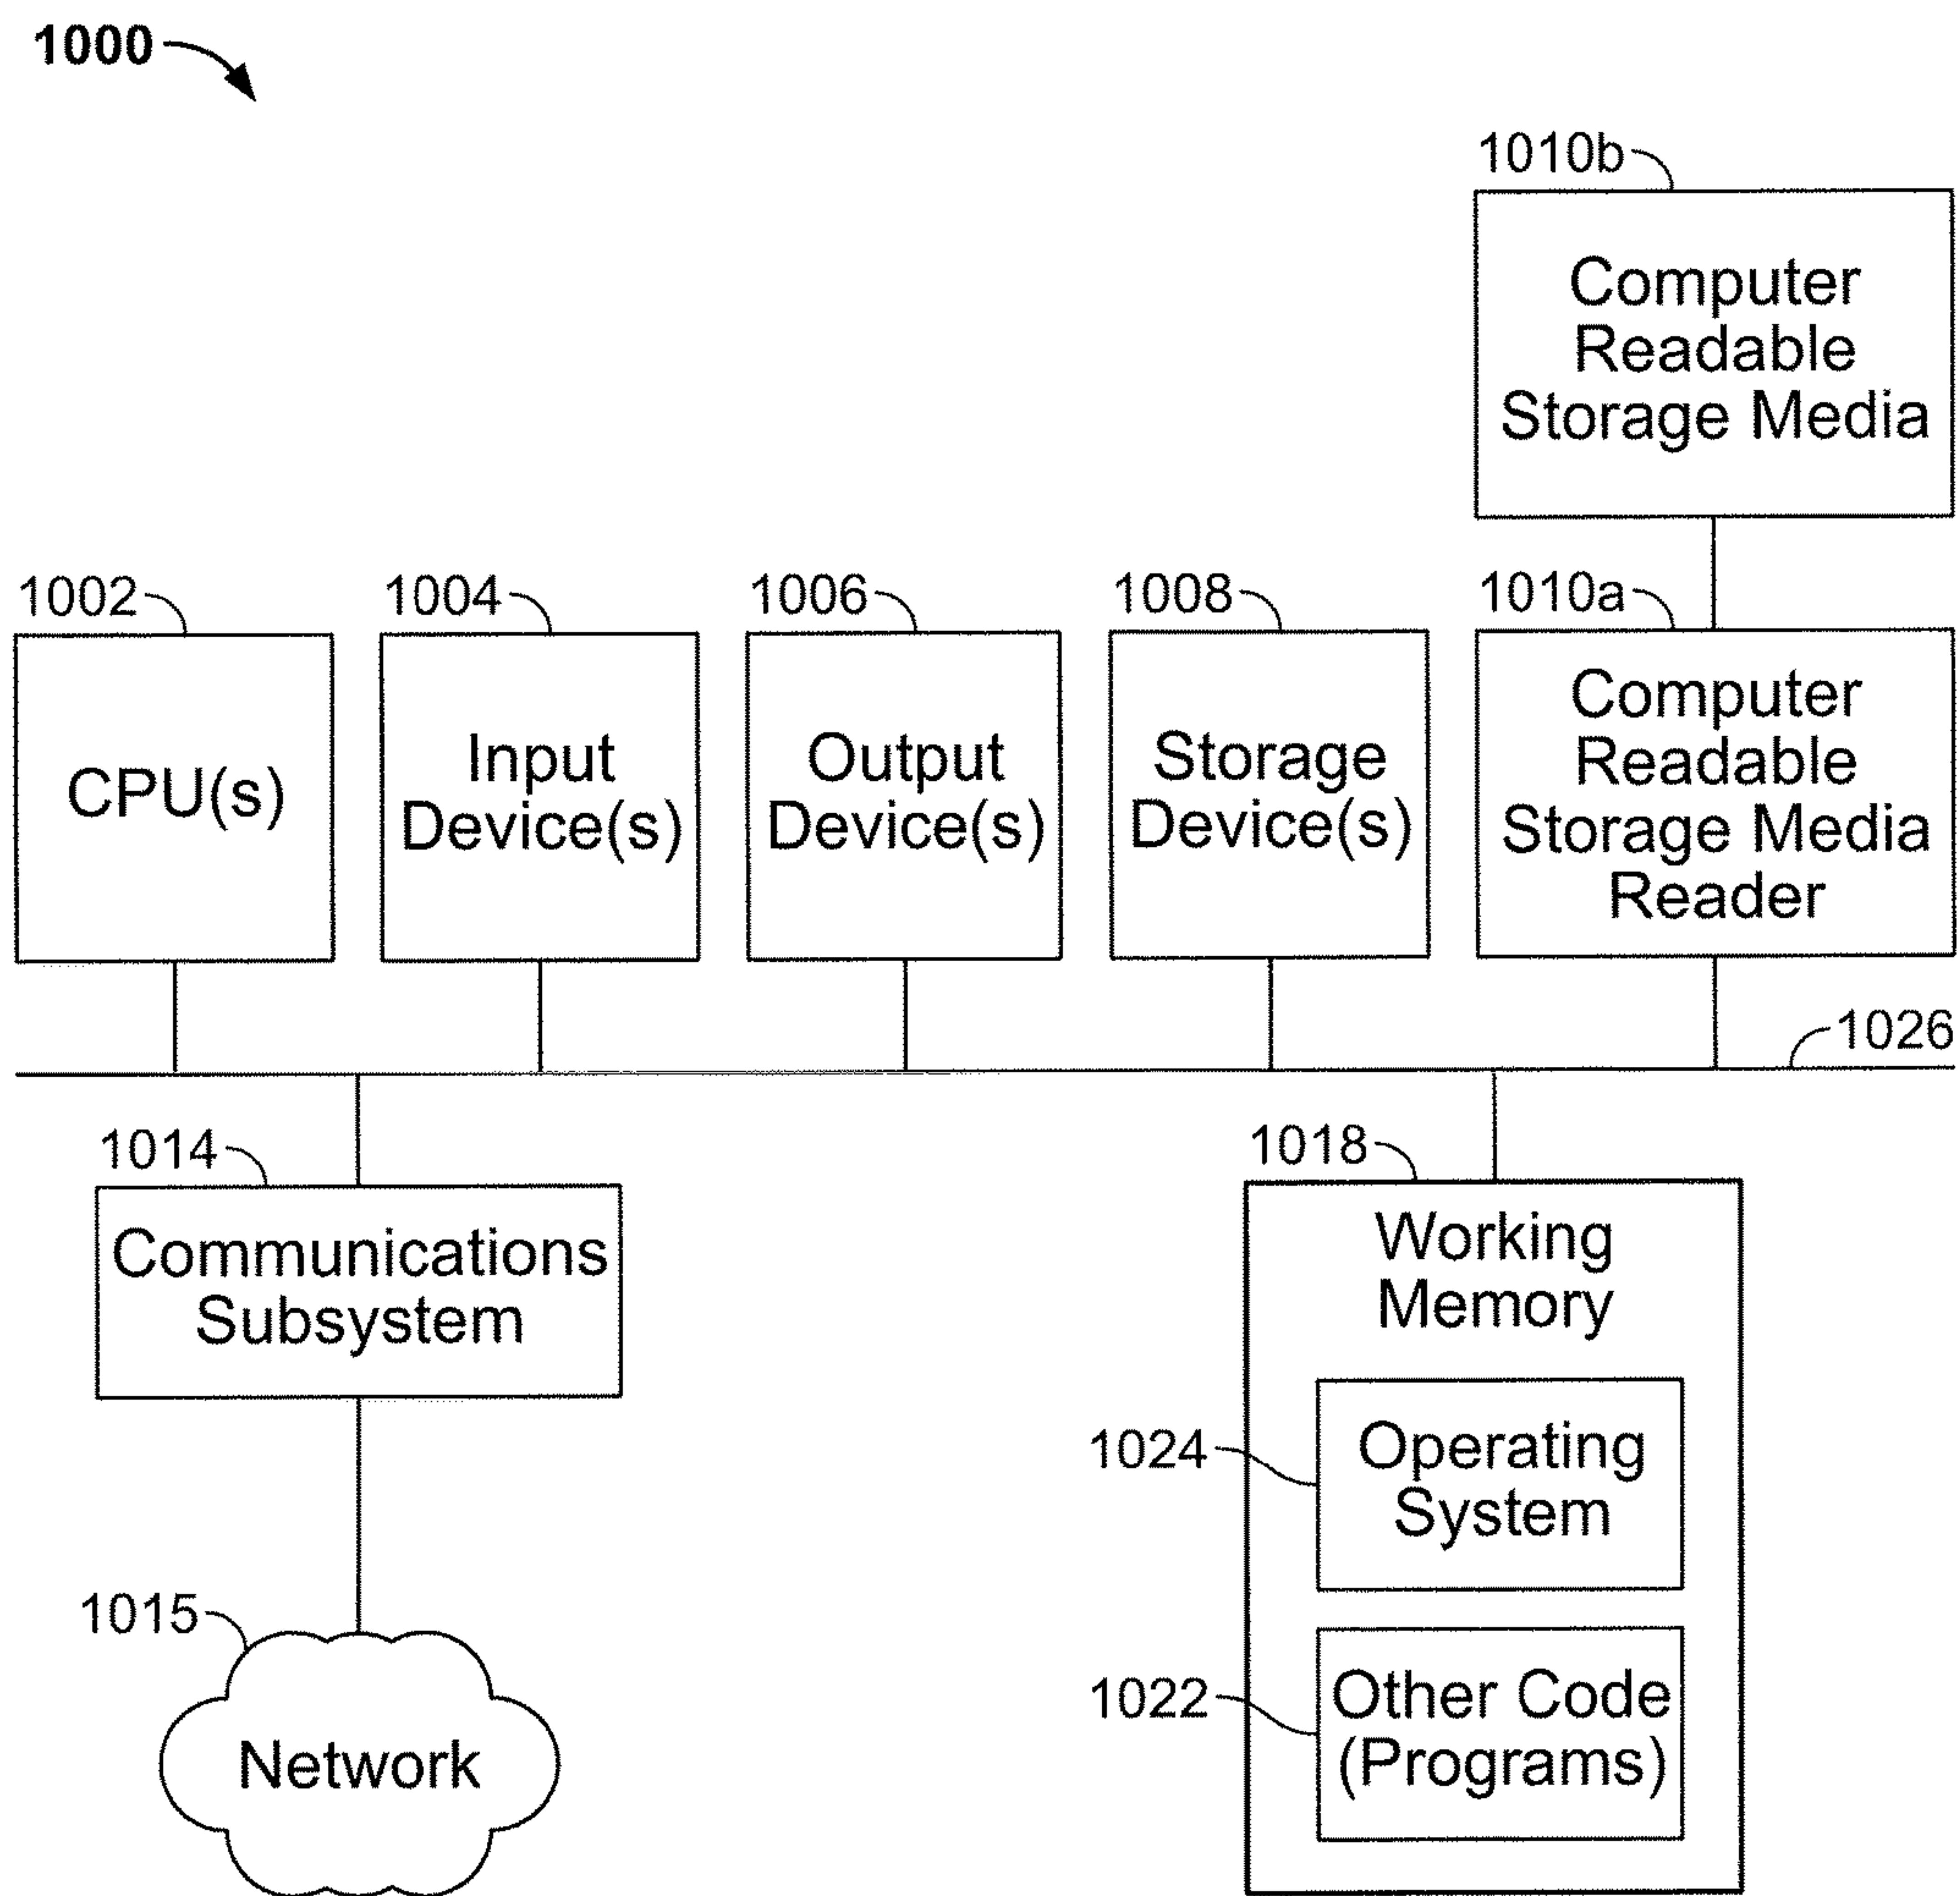 1000
1010b
Computer
Readable
Storage Media
1002
1004
1006
1008
1010a
CPU(s)
Input
Device(s)
Output
Device(s)
Storage
Device(s)
Computer
Readable
Storage Media
Reader
1026
1014
Communications
Subsystem
1018
Working
Memory
1024
Operating
System
1015
Network
1022
Other Code
(Programs)